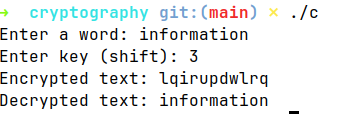 → cryptography git:(main) × ./c
Enter a word: information
Enter key (shift): 3
Encrypted text: lqirupdwlrq
Decrypted text: information